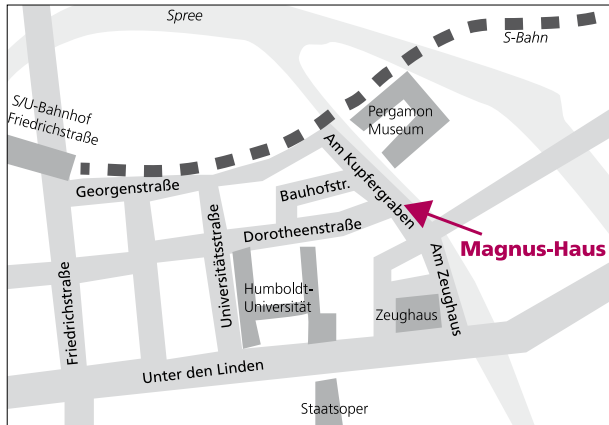 Spree
S-Bahn
S/U-Bahnhof
Friedrichstraße
Pergamon
Museum
Am Kupfergraben
Georgenstraße
Bauhofstr.
Universitätsstraße
Dorotheenstraße
Magnus-Haus
Am Zeughaus
Humboldt-
Universität
Zeughaus
Friedrichstraße
Unter den Linden
Staatsoper